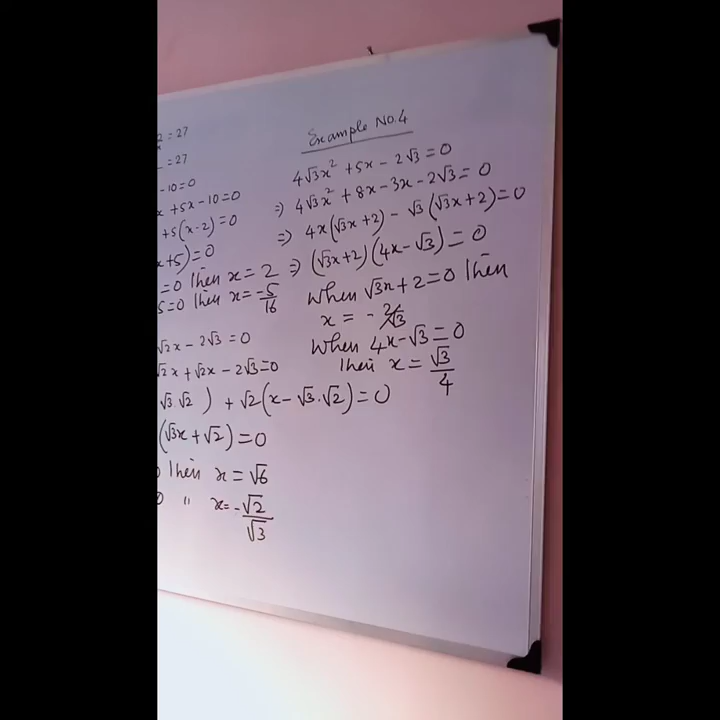 2 = 27
= 27
- 10 = 0
x + 5x - 10 = 0
+ 5(x - 2) = 0
x + 5) = 0
= 0 then x = 2
5 = 0 then x = -5/16
√2x - 2√3 = 0
√2x + √2x - 2√3 = 0
√3.√2 ) + √2(x - √3.√2) = 0
(√3x + √2) = 0
then x = √6
0 " x = -√2/√3
Example No.4
4√3x² + 5x - 2√3 = 0
⇒ 4√3x² + 8x - 3x - 2√3 = 0
⇒ 4x(√3x + 2) - √3(√3x + 2) = 0
⇒ (√3x + 2)(4x - √3) = 0
When √3x + 2 = 0 then
x = -2/√3
When 4x - √3 = 0
then x = √3/4